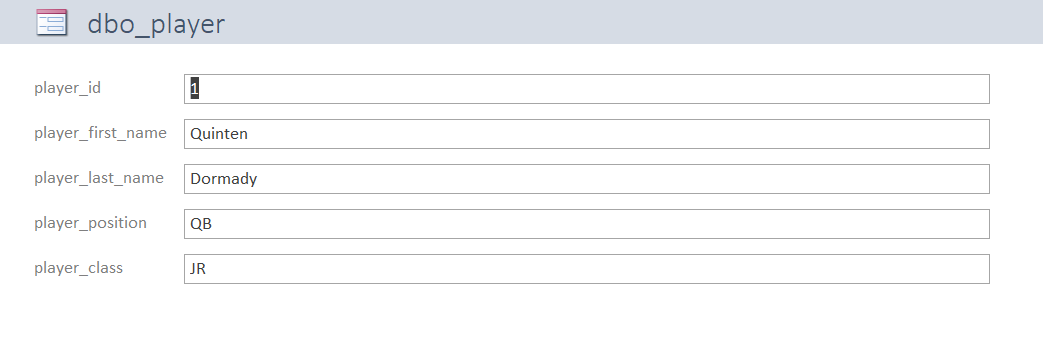 dbo_player
player_id 1
player_first_name Quinten
player_last_name Dormady
player_position QB
player_class JR